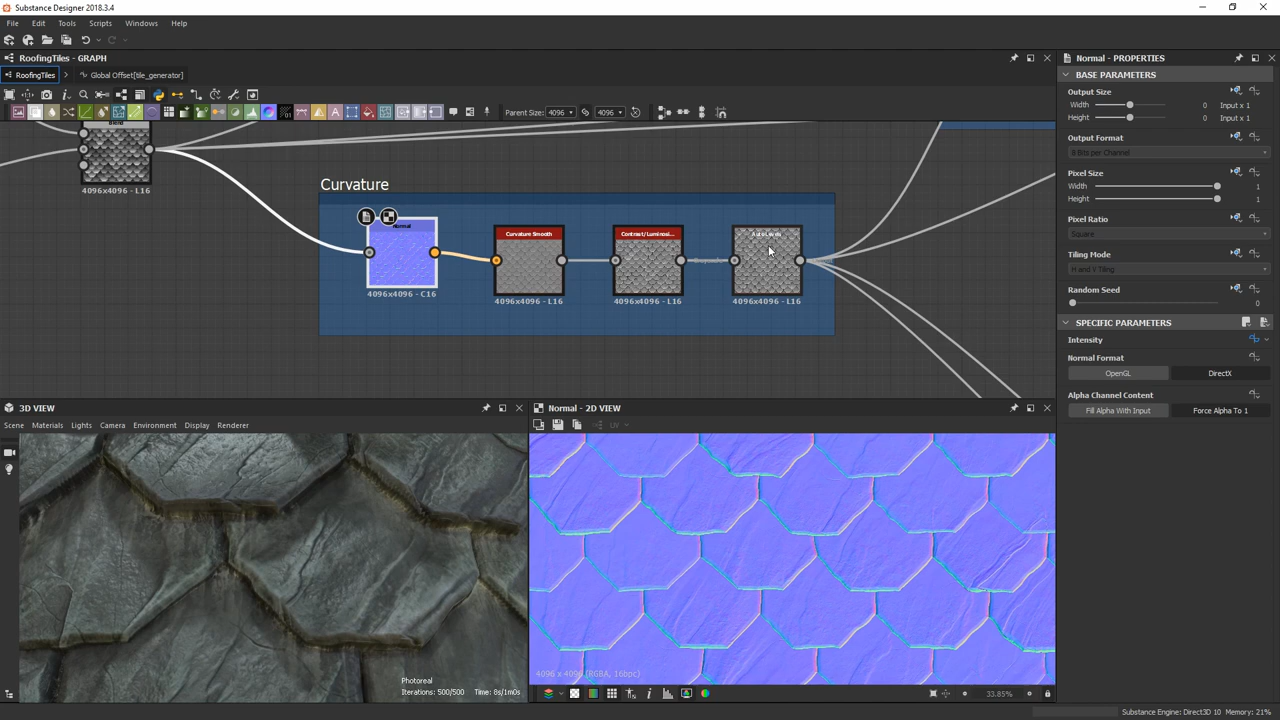 Substance Designer 2018.3.4
File Edit Tools Scripts Windows Help
RoofingTiles - GRAPH
RoofingTiles > Global Offset[tile_generator]
Parent Size: 4096 4096
Blend
4096x4096 - L16
Curvature
Normal
4096x4096 - C16
Curvature Smooth
4096x4096 - L16
Contrast/Luminosi...
4096x4096 - L16
Auto Levels
4096x4096 - L16
3D VIEW
Scene Materials Lights Camera Environment Display Renderer
Photoreal
Iterations: 500/500 Time: 8s/1m0s
Normal - 2D VIEW
UV
4096 x 4096 (RGBA, 16bpc)
33.85%
Normal - PROPERTIES
BASE PARAMETERS
Output Size
Width 0 Input x 1
Height 0 Input x 1
Output Format
8 Bits per Channel
Pixel Size
Width 1
Height 1
Pixel Ratio
Square
Tiling Mode
H and V Tiling
Random Seed
0
SPECIFIC PARAMETERS
Intensity
Normal Format
OpenGL DirectX
Alpha Channel Content
Fill Alpha With Input Force Alpha To 1
Substance Engine: Direct3D 10 Memory: 21%